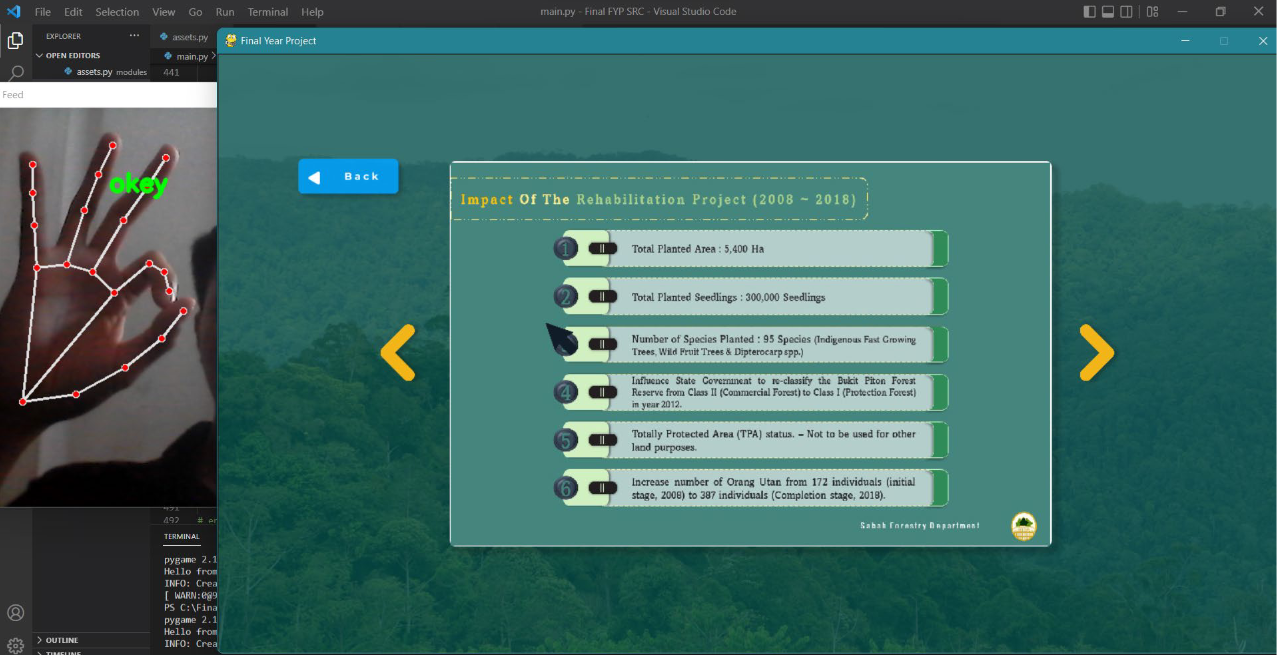 File Edit Selection View Go Run Terminal Help
main.py - Final FYP SRC - Visual Studio Code
EXPLORER
OPEN EDITORS
assets.py modules
assets.py
main.py
441
Final Year Project
Feed
okey
Back
Impact Of The Rehabilitation Project (2008 ~ 2018)
1 Total Planted Area : 5,400 Ha
2 Total Planted Seedlings : 300,000 Seedlings
Number of Species Planted : 95 Species (Indigenous Fast Growing
Trees, Wild Fruit Trees & Dipterocarp spp.)
4 Influence State Government to re-classify the Bukit Piton Forest
Reserve from Class II (Commercial Forest) to Class I (Protection Forest)
in year 2012.
5 Totally Protected Area (TPA) status. – Not to be used for other
land purposes.
6 Increase number of Orang Utan from 172 individuals (initial
stage, 2008) to 387 individuals (Completion stage, 2018).
Sabah Forestry Department
492 # e
TERMINAL
pygame 2.1
Hello from
INFO: Crea
[ WARN:0@9
PS C:\Fina
pygame 2.1
Hello from
INFO: Crea
OUTLINE
TIMELINE